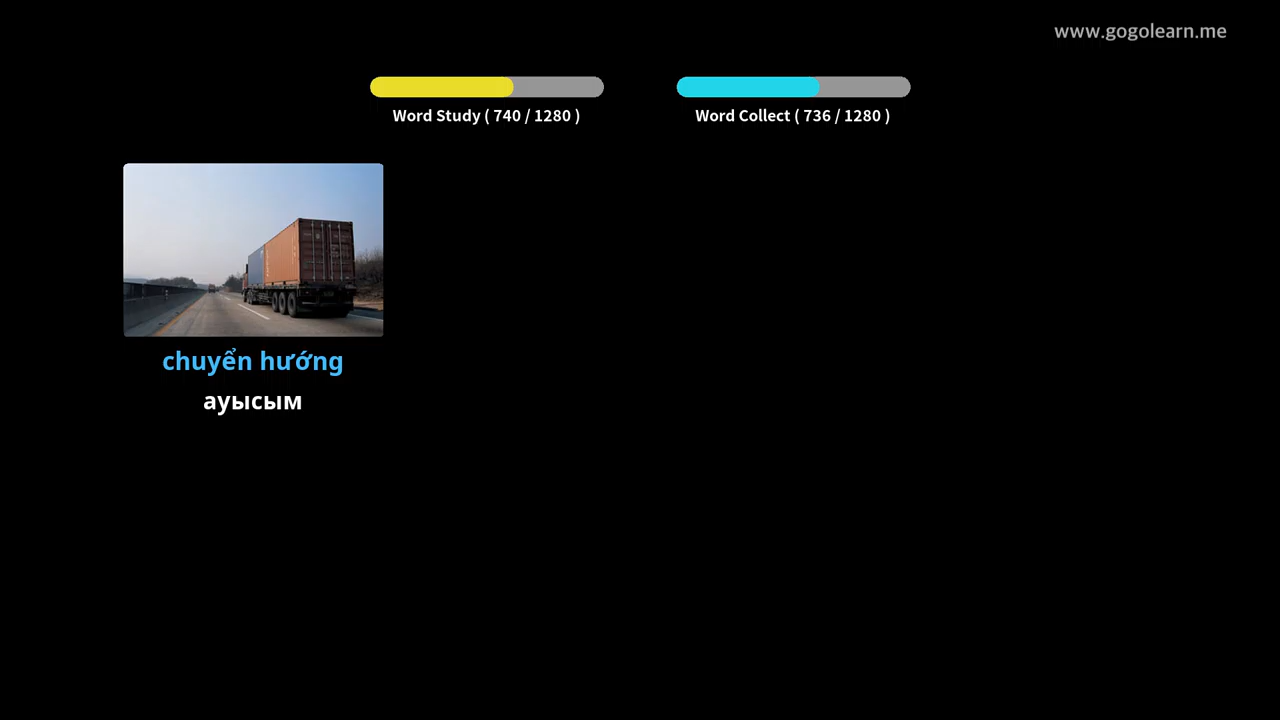 www.gogolearn.me
Word Study ( 740 / 1280 )
Word Collect ( 736 / 1280 )
chuyển hướng
ауысым